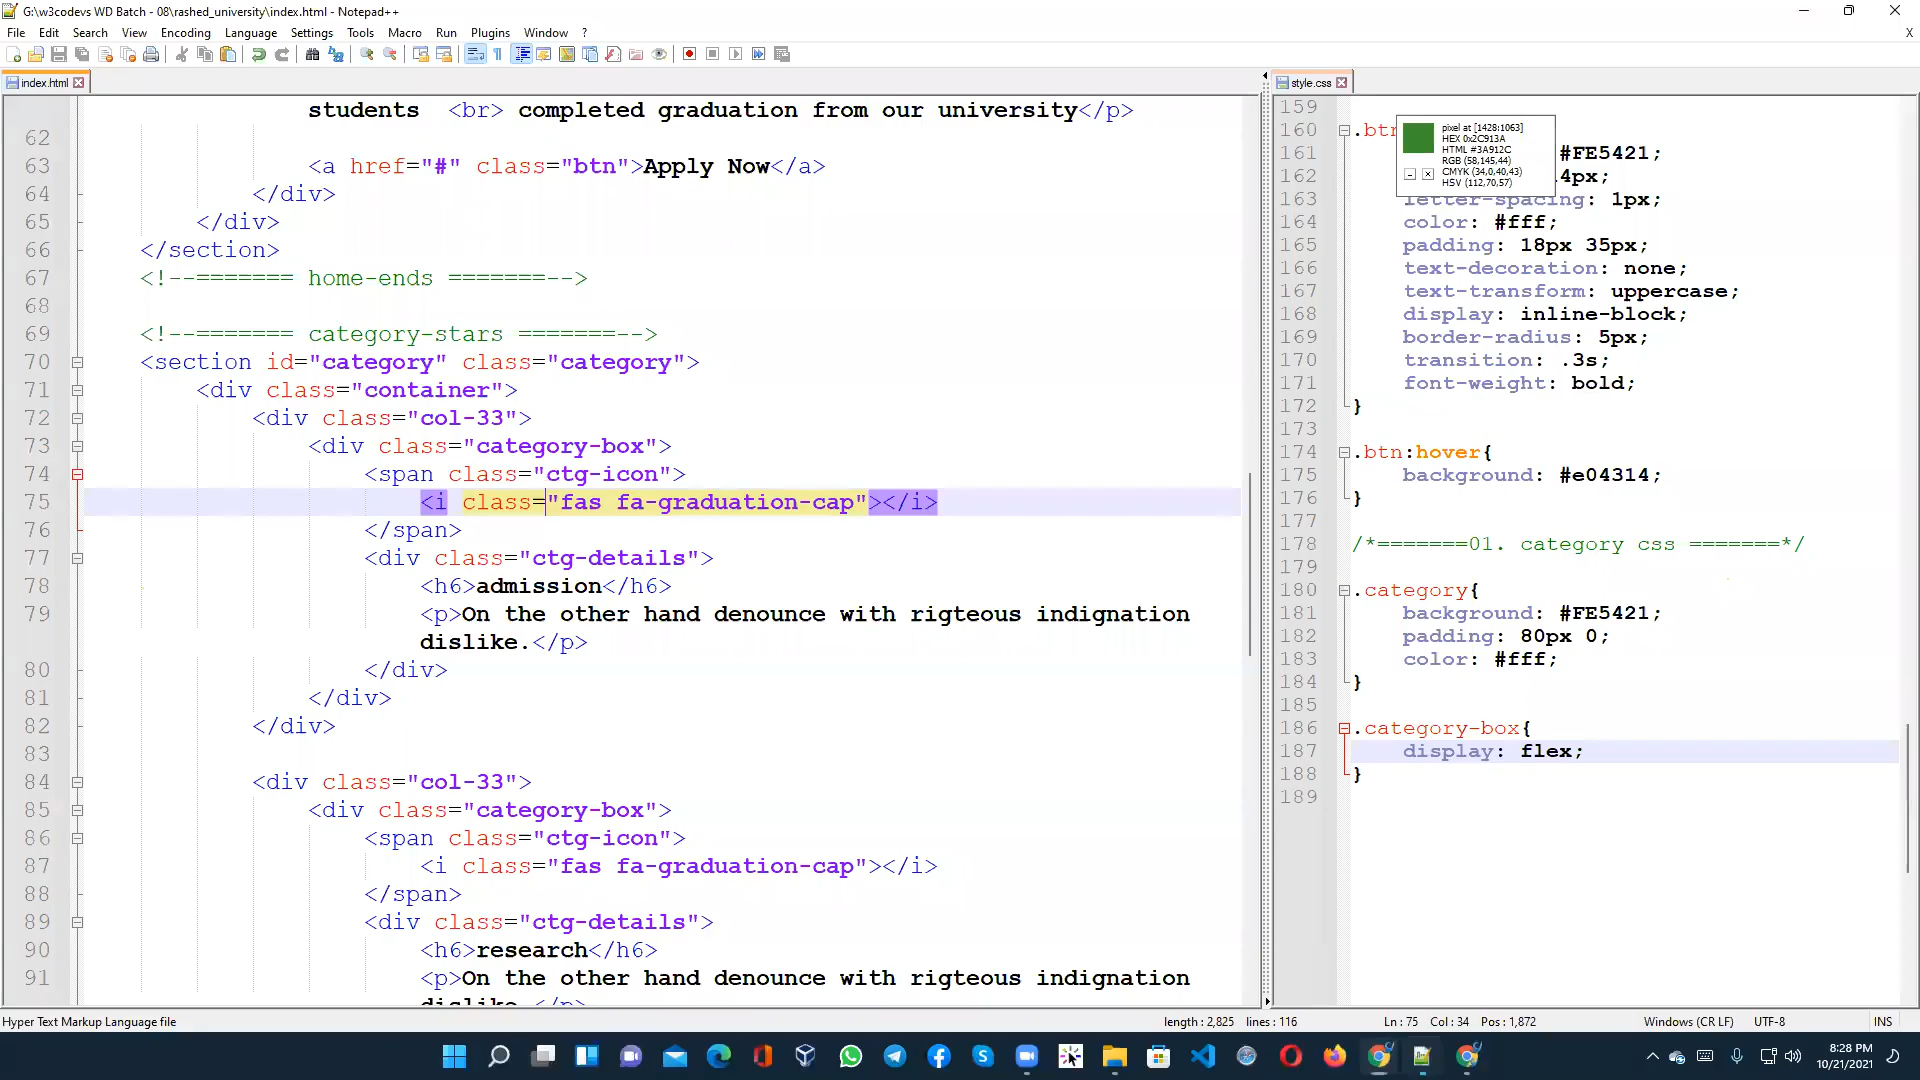 G:\w3codevs WD Batch - 08\rashed_university\index.html - Notepad++
File Edit Search View Encoding Language Settings Tools Macro Run Plugins Window ? X
index.html
students  <br> completed graduation from our university</p>
62
63 <a href="#" class="btn">Apply Now</a>
64 </div>
65 </div>
66 </section>
67 <!--======= home-ends =======-->
68
69 <!--======= category-stars =======-->
70 <section id="category" class="category">
71 <div class="container">
72 <div class="col-33">
73 <div class="category-box">
74 <span class="ctg-icon">
75 <i class="fas fa-graduation-cap"></i>
76 </span>
77 <div class="ctg-details">
78 <h6>admission</h6>
79 <p>On the other hand denounce with rigteous indignation
dislike.</p>
80 </div>
81 </div>
82 </div>
83
84 <div class="col-33">
85 <div class="category-box">
86 <span class="ctg-icon">
87 <i class="fas fa-graduation-cap"></i>
88 </span>
89 <div class="ctg-details">
90 <h6>research</h6>
91 <p>On the other hand denounce with rigteous indignation
dislike.</p>
style.css
159
160 .btn
161 #FE5421;
162 4px;
163 letter-spacing: 1px;
164 color: #fff;
165 padding: 18px 35px;
166 text-decoration: none;
167 text-transform: uppercase;
168 display: inline-block;
169 border-radius: 5px;
170 transition: .3s;
171 font-weight: bold;
172 }
173
174 .btn:hover{
175 background: #e04314;
176 }
177
178 /*=======01. category css =======*/
179
180 .category{
181 background: #FE5421;
182 padding: 80px 0;
183 color: #fff;
184 }
185
186 .category-box{
187 display: flex;
188 }
189
pixel at [1428:1063]
HEX 0x2C913A
HTML #3A912C
RGB (58,145,44)
CMYK (34,0,40,43)
HSV (112,70,57)
Hyper Text Markup Language file length : 2,825 lines : 116 Ln : 75 Col : 34 Pos : 1,872 Windows (CR LF) UTF-8 INS
8:28 PM
10/21/2021